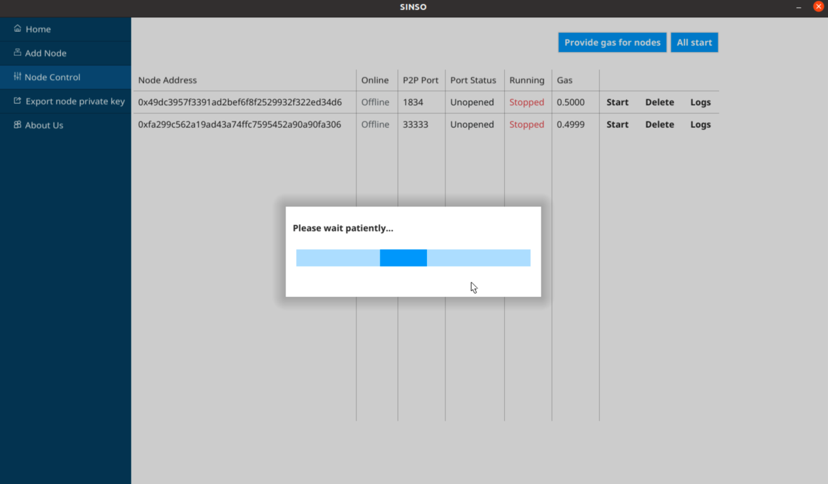 SINSO
Home
Add Node
Node Control
Export node private key
About Us
Provide gas for nodes All start
Node Address Online P2P Port Port Status Running Gas
0x49dc3957f3391ad2bef6f8f2529932f322ed34d6 Offline 1834 Unopened Stopped 0.5000 Start Delete Logs
0xfa299c562a19ad43a74ffc7595452a90a90fa306 Offline 33333 Unopened Stopped 0.4999 Start Delete Logs
Please wait patiently...